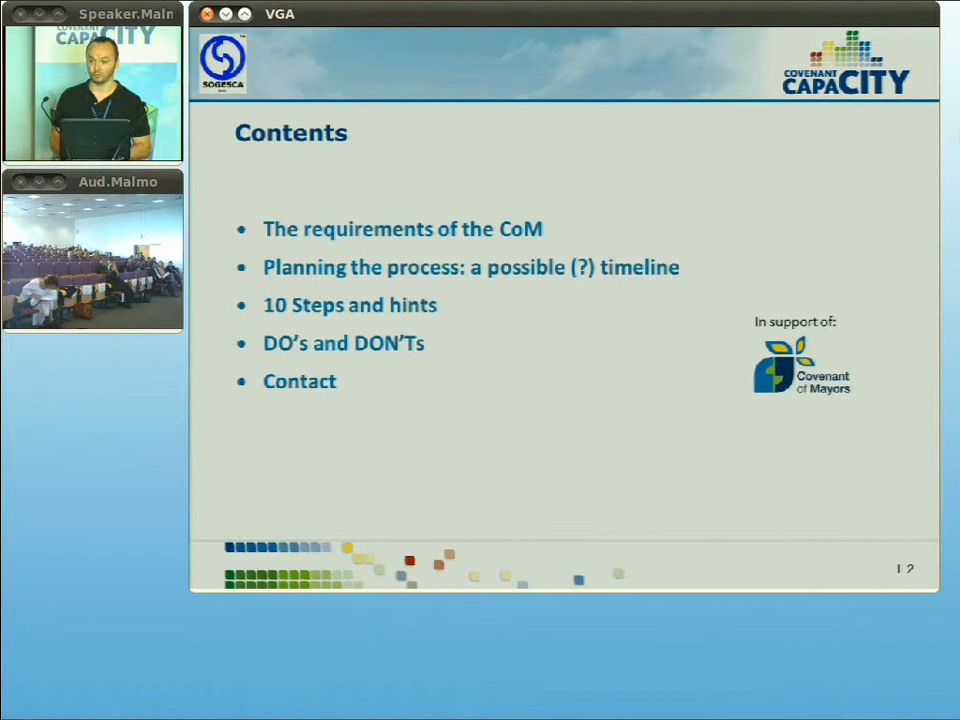 Speaker.Malm
VGA
COVENANT
CAPACITY
SOGESCA
COVENANT
CAPACITY
Contents
Aud.Malmo
• The requirements of the CoM
• Planning the process: a possible (?) timeline
• 10 Steps and hints
• DO's and DON'Ts
• Contact
In support of:
Covenant
of Mayors
| 2